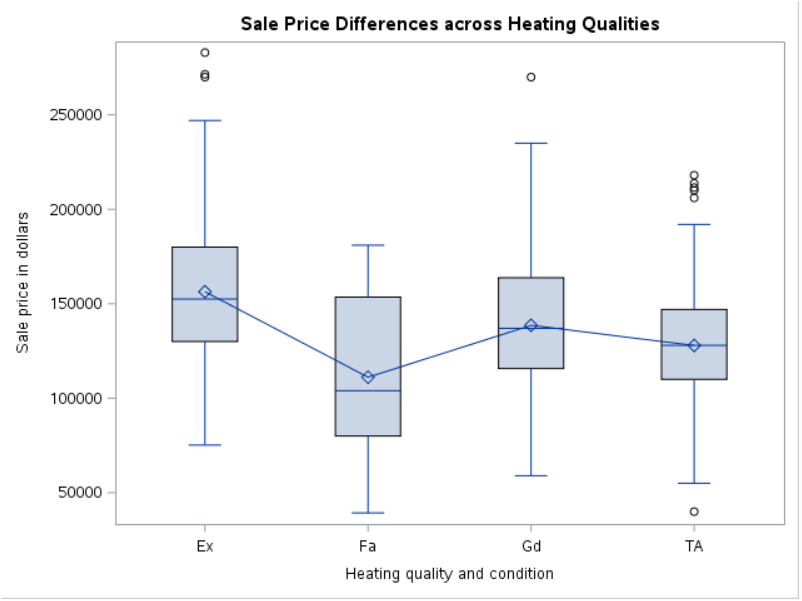 Sale Price Differences across Heating Qualities
250000
200000
150000
100000
50000
Sale price in dollars
Ex Fa Gd TA
Heating quality and condition